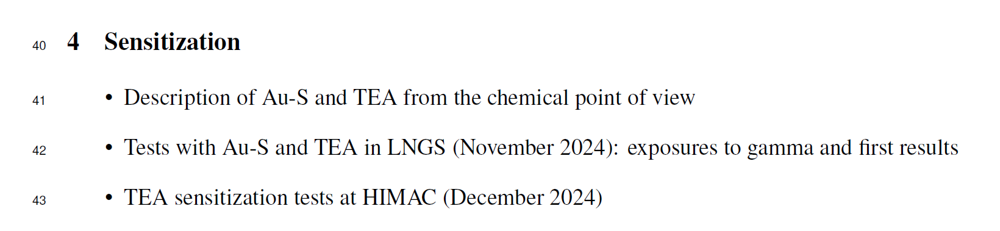 40 4 Sensitization
41 • Description of Au-S and TEA from the chemical point of view
42 • Tests with Au-S and TEA in LNGS (November 2024): exposures to gamma and first results
43 • TEA sensitization tests at HIMAC (December 2024)